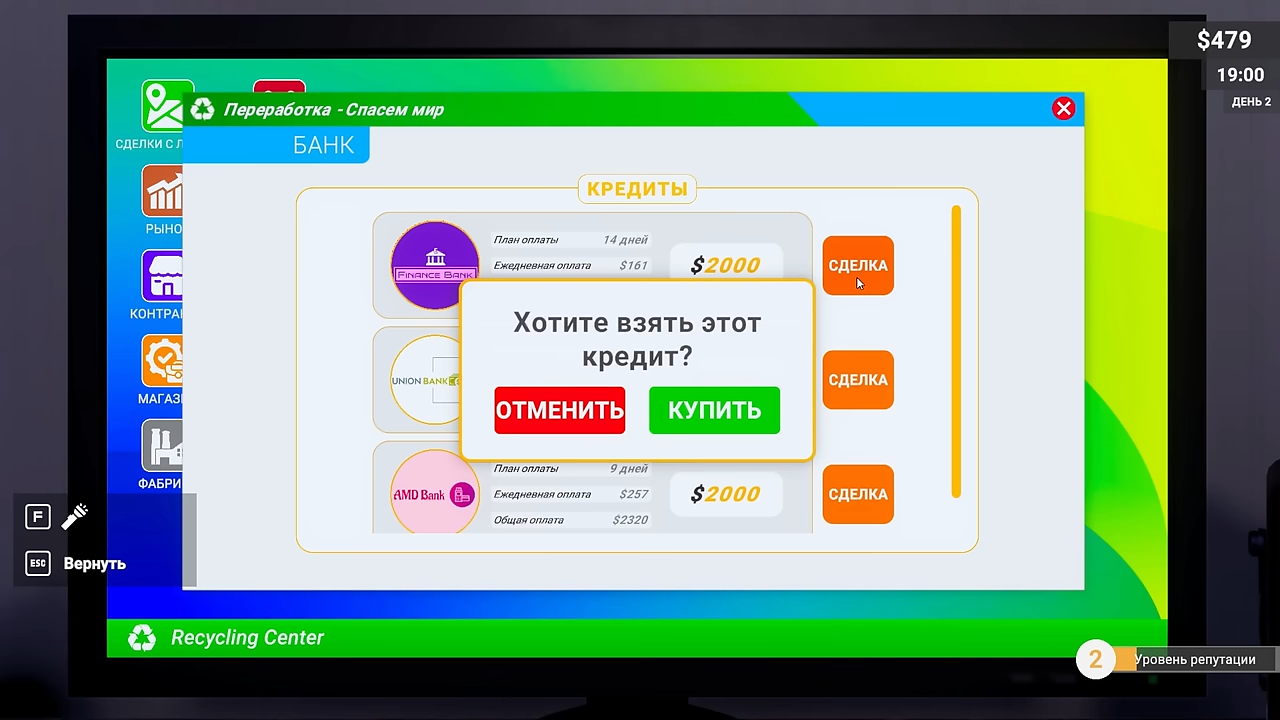 $479
19:00
ДЕНЬ 2
Переработка - Спасем мир
СДЕЛКИ С Л
БАНК
КРЕДИТЫ
План оплаты 14 дней
Ежедневная оплата $161
FINANCE BANK
$2000
СДЕЛКА
РЫНО
Хотите взять этот
кредит?
ОТМЕНИТЬ
КУПИТЬ
КОНТРА
UNION BANK
СДЕЛКА
МАГАЗ
План оплаты 9 дней
Ежедневная оплата $257
Общая оплата $2320
AMD Bank
$2000
СДЕЛКА
ФАБРИ
F
ESC Вернуть
Recycling Center
2 Уровень репутации